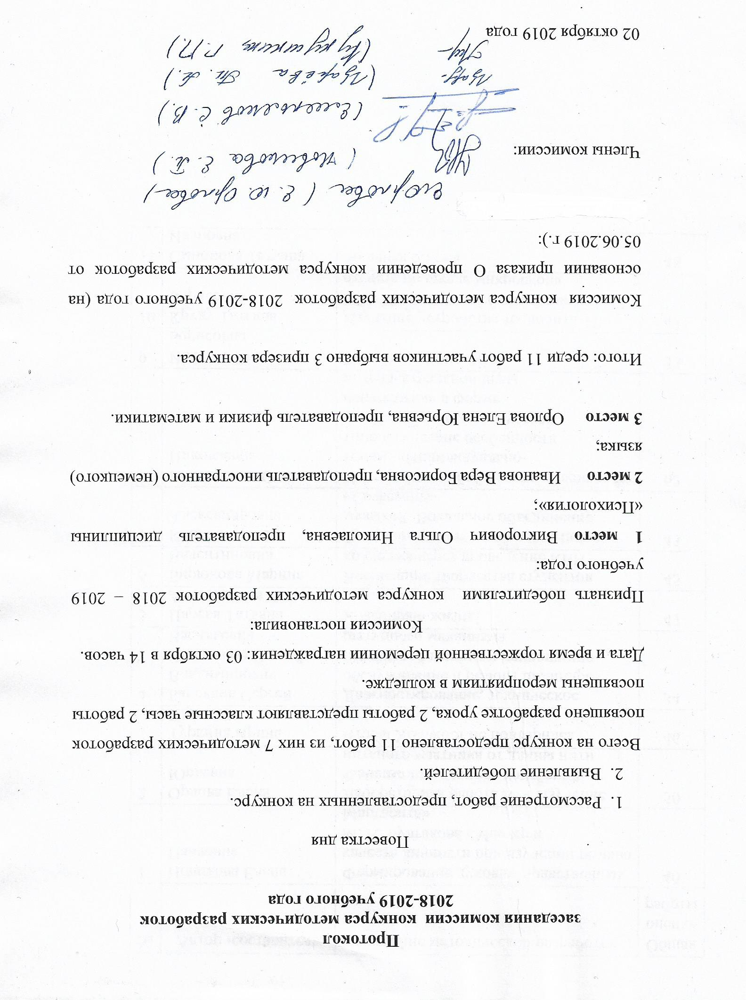 Протокол
заседания комиссии конкурса методических разработок
2018-2019 учебного года
Повестка дня
1. Рассмотрение работ, предоставленных на конкурс.
2. Выявление победителей.
Всего на конкурс предоставлено 11 работ, из них 7 методических разработок
посвящено разработке урока, 2 работы представляют классные часы, 2 работы
посвящены мероприятиям в колледже.
Дата и время торжественной церемонии награждения: 03 октября в 14 часов.
Комиссия постановила:
Признать победителями конкурса методических разработок 2018 – 2019
учебного года:
1 место Викторович Ольга Николаевна, преподаватель дисциплины
«Психология»;
2 место Иванова Вера Борисовна, преподаватель иностранного (немецкого)
языка;
3 место Орлова Елена Юрьевна, преподаватель физики и математики.
Итого: среди 11 работ участников выбрано 3 призера конкурса.
Комиссия конкурса методических разработок 2018-2019 учебного года (на
основании приказа О проведении конкурса методических разработок от
05.06.2019 г.):
ЕЮрлова (Е. Ю. Орлова)
Члены комиссии:
(Новикова Е. П.)
(Емельянов С. В.)
(Царёва Т. А.)
(Кукушкина Г. П.)
02 октября 2019 года